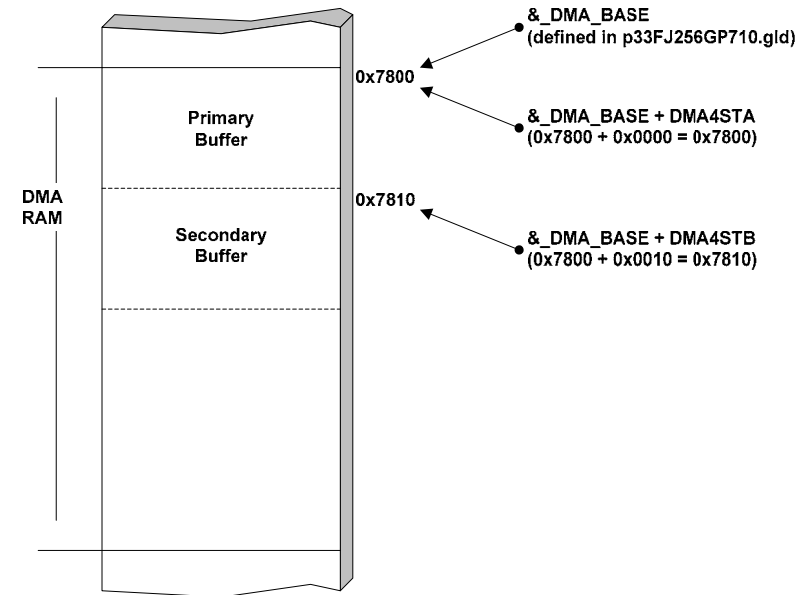 &_DMA_BASE
(defined in p33FJ256GP710.gld)
0x7800
Primary
Buffer
&_DMA_BASE + DMA4STA
(0x7800 + 0x0000 = 0x7800)
DMA
RAM
0x7810
Secondary
Buffer
&_DMA_BASE + DMA4STB
(0x7800 + 0x0010 = 0x7810)